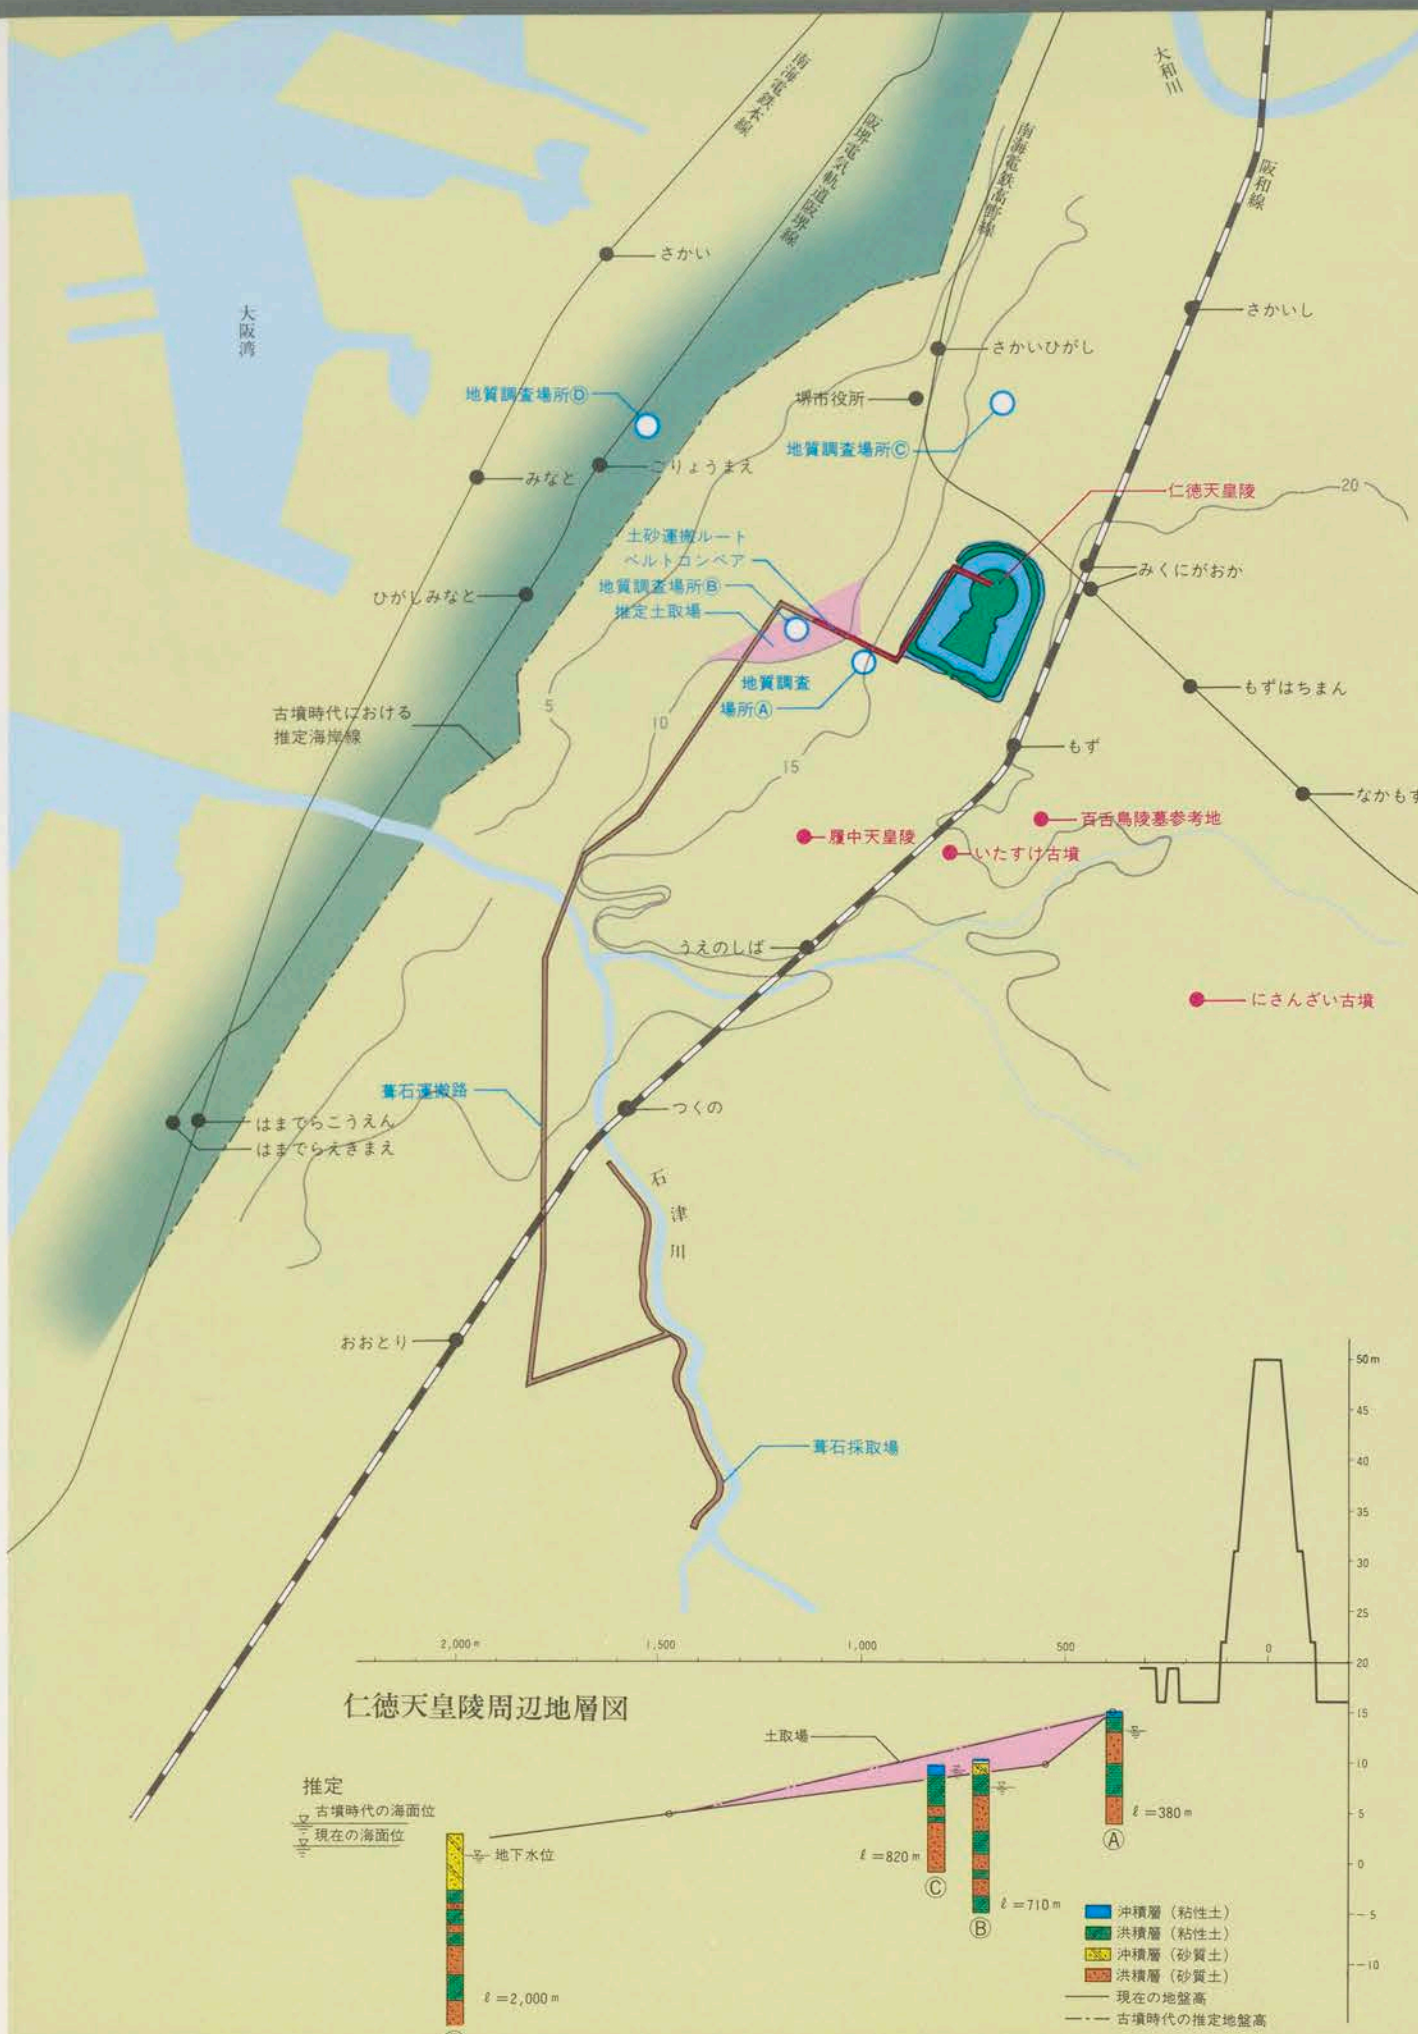 南海電鉄本線
阪堺電気軌道阪堺線
南海電鉄高野線
大和川
阪和線
さかい
大阪湾
さかいし
さかいひがし
地質調査場所Ⓓ
堺市役所
地質調査場所Ⓒ
みなと
ごりょうまえ
仁徳天皇陵
20
土砂運搬ルート
ベルトコンベア
地質調査場所Ⓑ
推定土取場
ひがしみなと
みくにがおか
地質調査
場所Ⓐ
もずはちまん
古墳時代における
推定海岸線
5
10
15
もず
なかもず
履中天皇陵
百舌鳥陵墓参考地
いたすけ古墳
うえのしば
にさんざい古墳
葺石運搬路
つくの
はまでらこうえん
はまでらえきまえ
石津川
おおとり
葺石採取場
50m
45
40
35
30
25
20
15
10
5
0
-5
-10
2,000m
1,500
1,000
500
0
仁徳天皇陵周辺地層図
土取場
推定
古墳時代の海面位
現在の海面位
地下水位
ℓ=380m
Ⓐ
ℓ=820m
Ⓒ
ℓ=710m
Ⓑ
ℓ=2,000m
沖積層(粘性土)
洪積層(粘性土)
沖積層(砂質土)
洪積層(砂質土)
現在の地盤高
古墳時代の推定地盤高